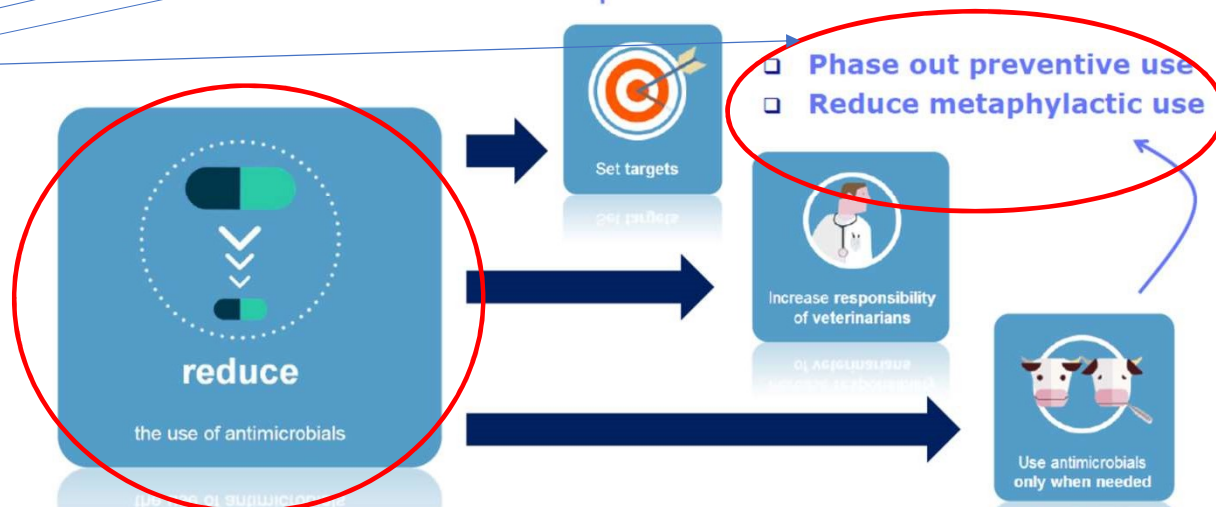 Phase out preventive use
Reduce metaphylactic use
Set targets
Increase responsibility
of veterinarians
reduce
the use of antimicrobials
Use antimicrobials
only when needed